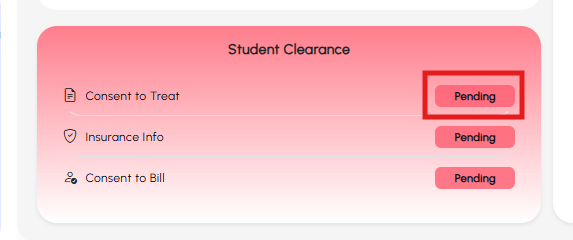 Student Clearance
Consent to Treat Pending
Insurance Info Pending
Consent to Bill Pending